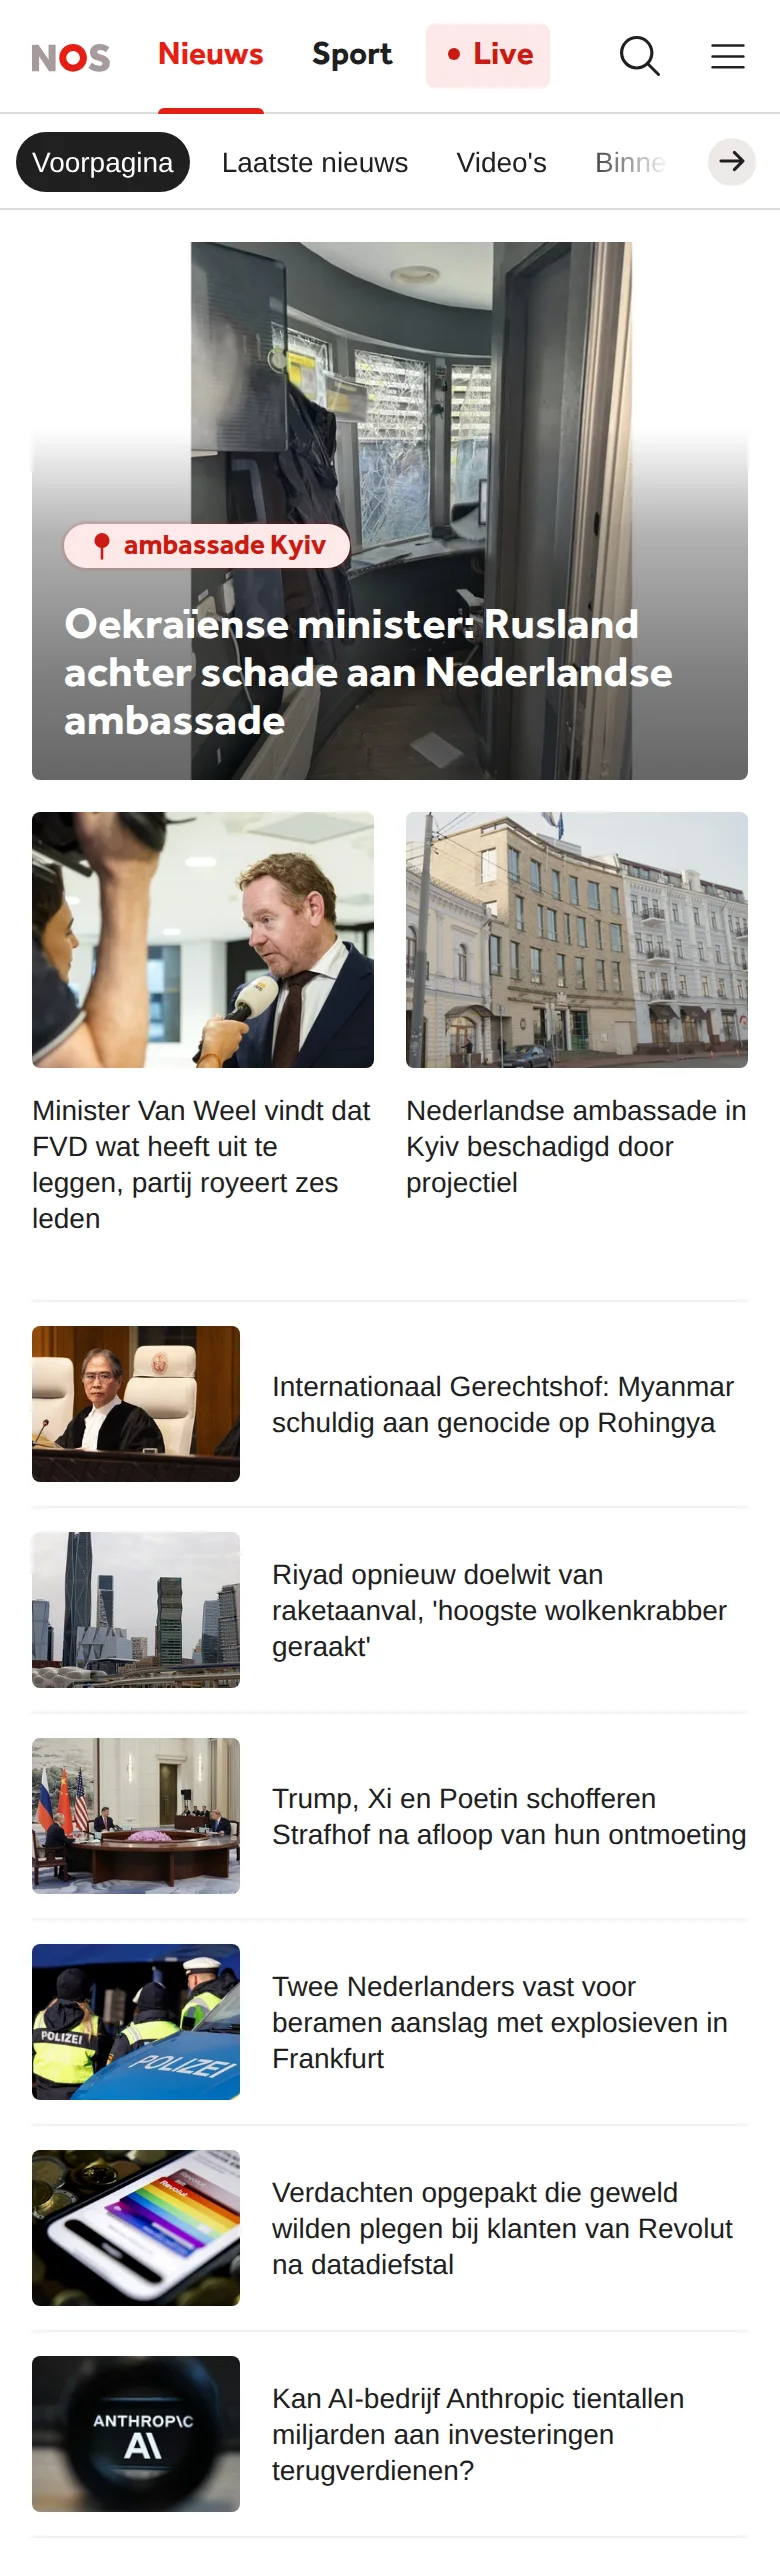 NOS
Nieuws
Sport
Live
Voorpagina
Laatste nieuws
Video's
Binne
ambassade Kyiv
Oekraïense minister: Rusland
achter schade aan Nederlandse
ambassade
Minister Van Weel vindt dat
FVD wat heeft uit te
leggen, partij royeert zes
leden
Nederlandse ambassade in
Kyiv beschadigd door
projectiel
Internationaal Gerechtshof: Myanmar
schuldig aan genocide op Rohingya
Riyad opnieuw doelwit van
raketaanval, 'hoogste wolkenkrabber
geraakt'
Trump, Xi en Poetin schofferen
Strafhof na afloop van hun ontmoeting
POLIZEI
POLIZEI
Twee Nederlanders vast voor
beramen aanslag met explosieven in
Frankfurt
Revolut
Verdachten opgepakt die geweld
wilden plegen bij klanten van Revolut
na datadiefstal
ANTHROP\C
A\
Kan AI-bedrijf Anthropic tientallen
miljarden aan investeringen
terugverdienen?